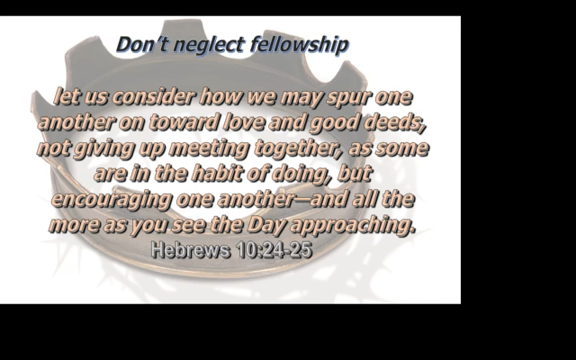 Don't neglect fellowship
let us consider how we may spur one
another on toward love and good deeds,
not giving up meeting together, as some
are in the habit of doing, but
encouraging one another—and all the
more as you see the Day approaching.
Hebrews 10:24-25